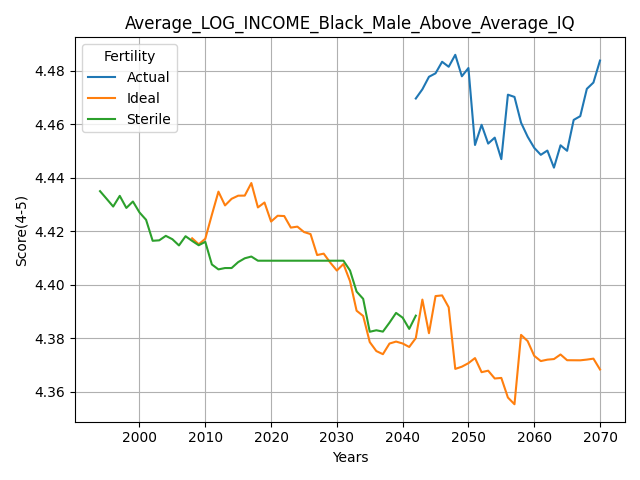 Average_LOG_INCOME_Black_Male_Above_Average_IQ
Fertility
Actual
Ideal
Sterile
Score(4-5)
4.48
4.46
4.44
4.42
4.40
4.38
4.36
2000 2010 2020 2030 2040 2050 2060 2070
Years